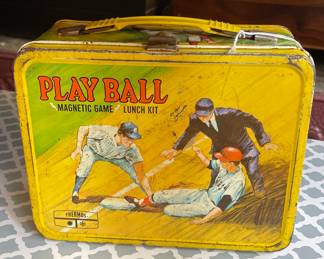 PLAY BALL
MAGNETIC GAME LUNCH KIT
THERMOS